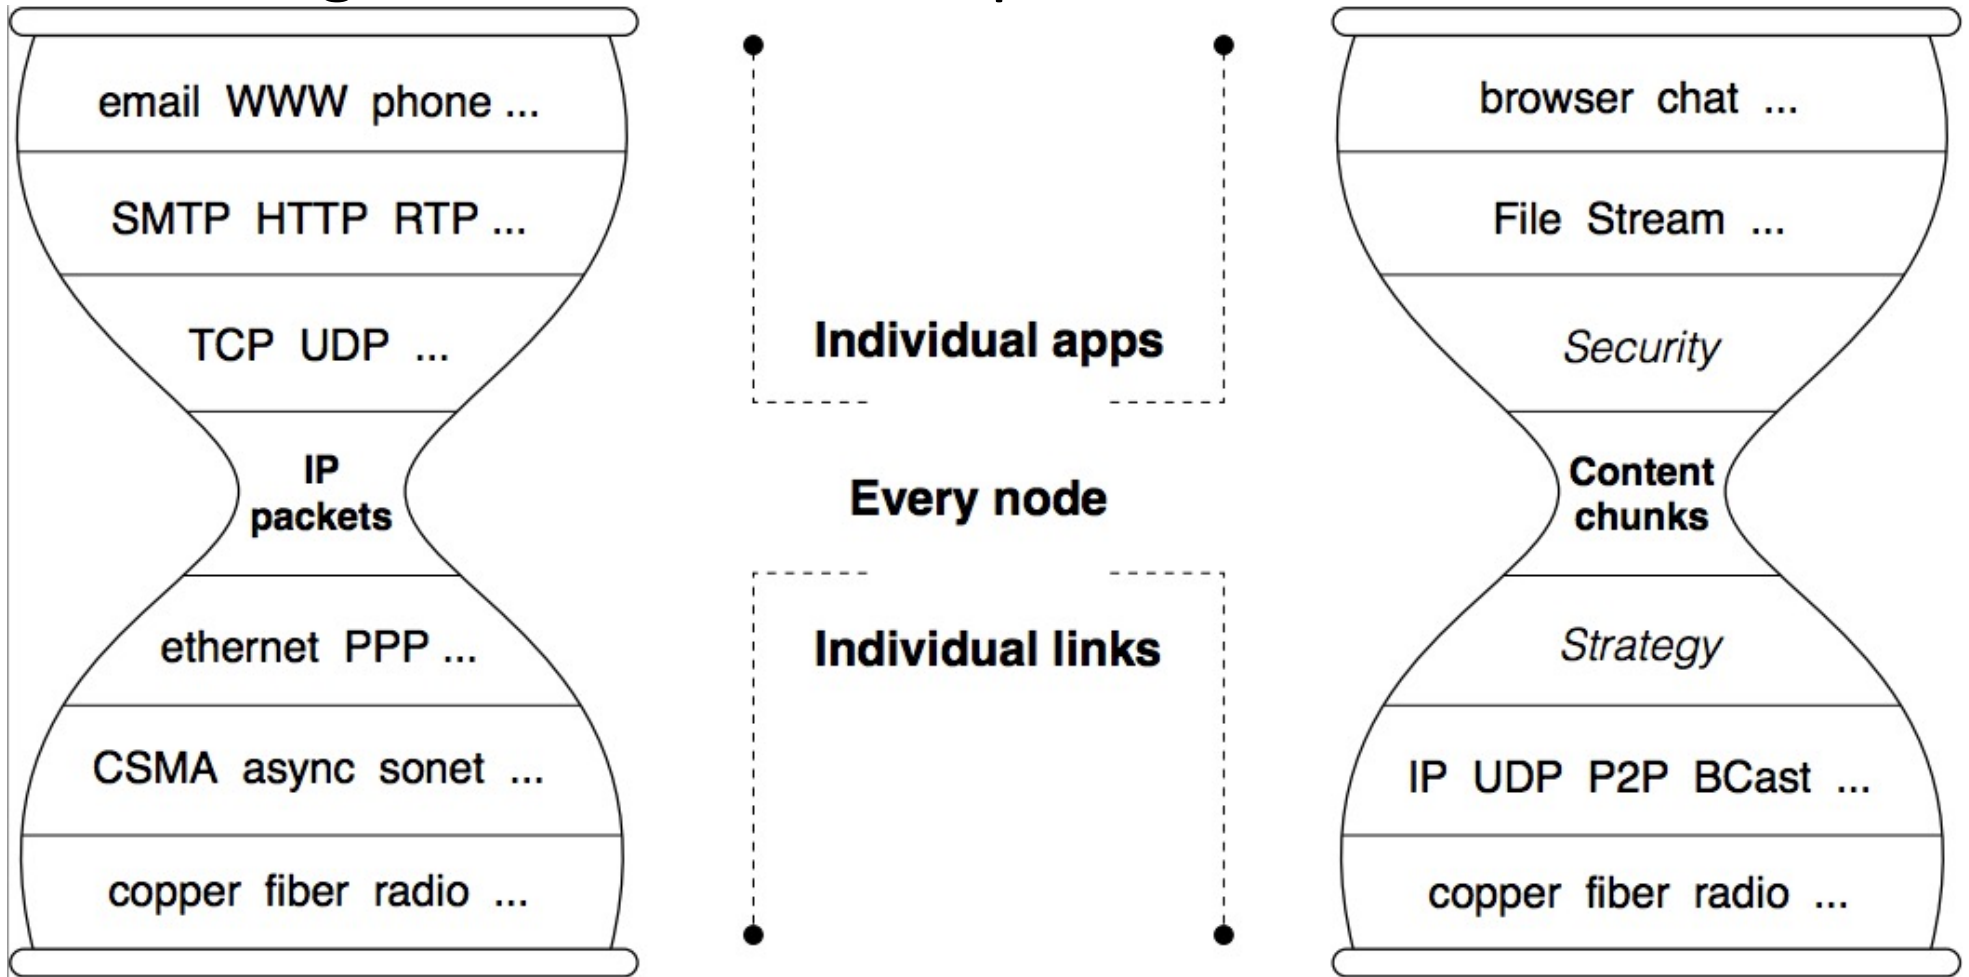 email WWW phone ...
SMTP HTTP RTP ...
TCP UDP ...
IP
packets
ethernet PPP ...
CSMA async sonet ...
copper fiber radio ...
Individual apps
Every node
Individual links
browser chat ...
File Stream ...
Security
Content
chunks
Strategy
IP UDP P2P BCast ...
copper fiber radio ...